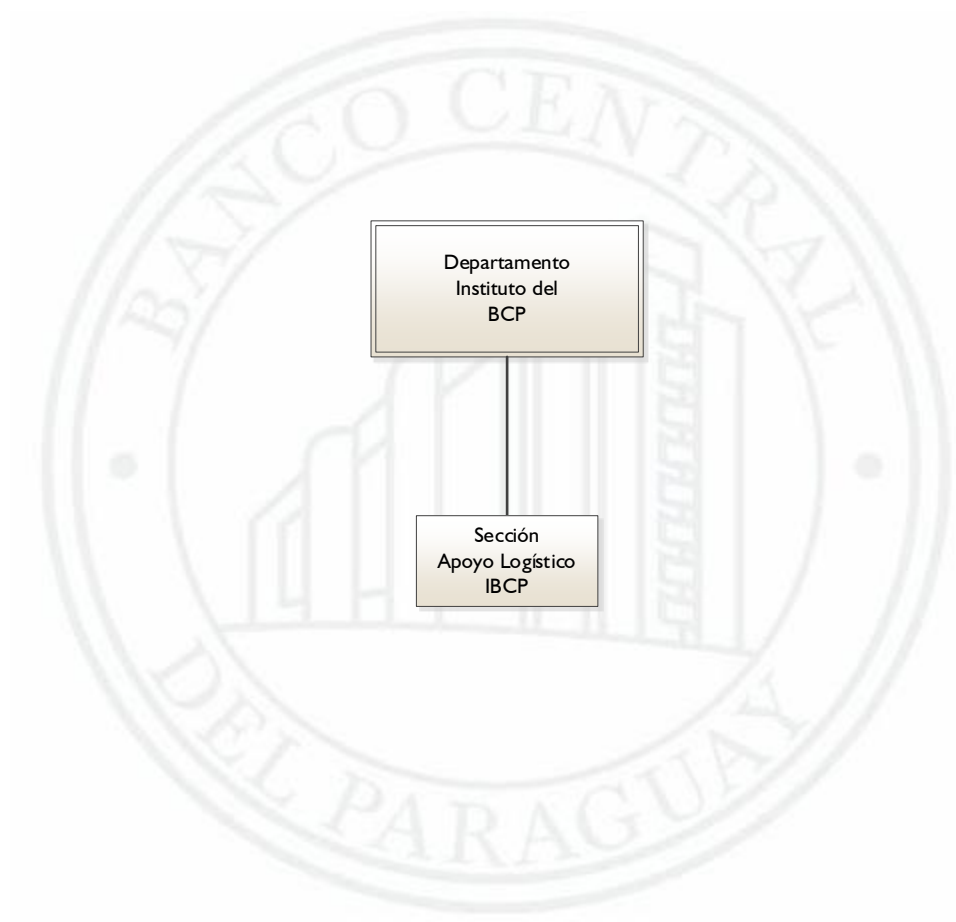 BANCO CENTRAL
DEL PARAGUAY
Departamento
Instituto del
BCP
Sección
Apoyo Logístico
IBCP